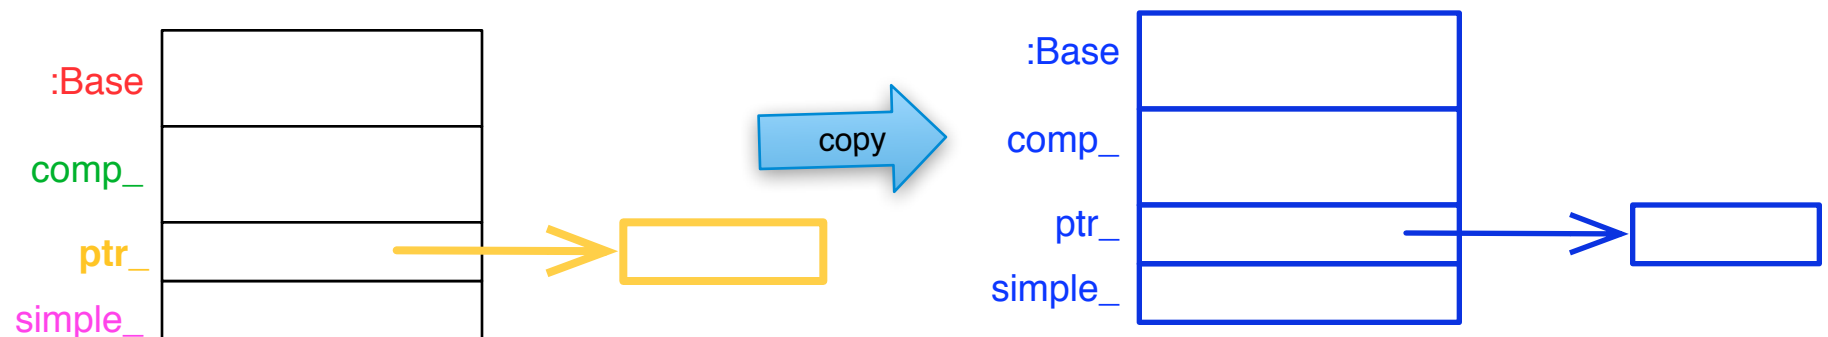 :Base
comp_
ptr_
simple_
copy
:Base
comp_
ptr_
simple_